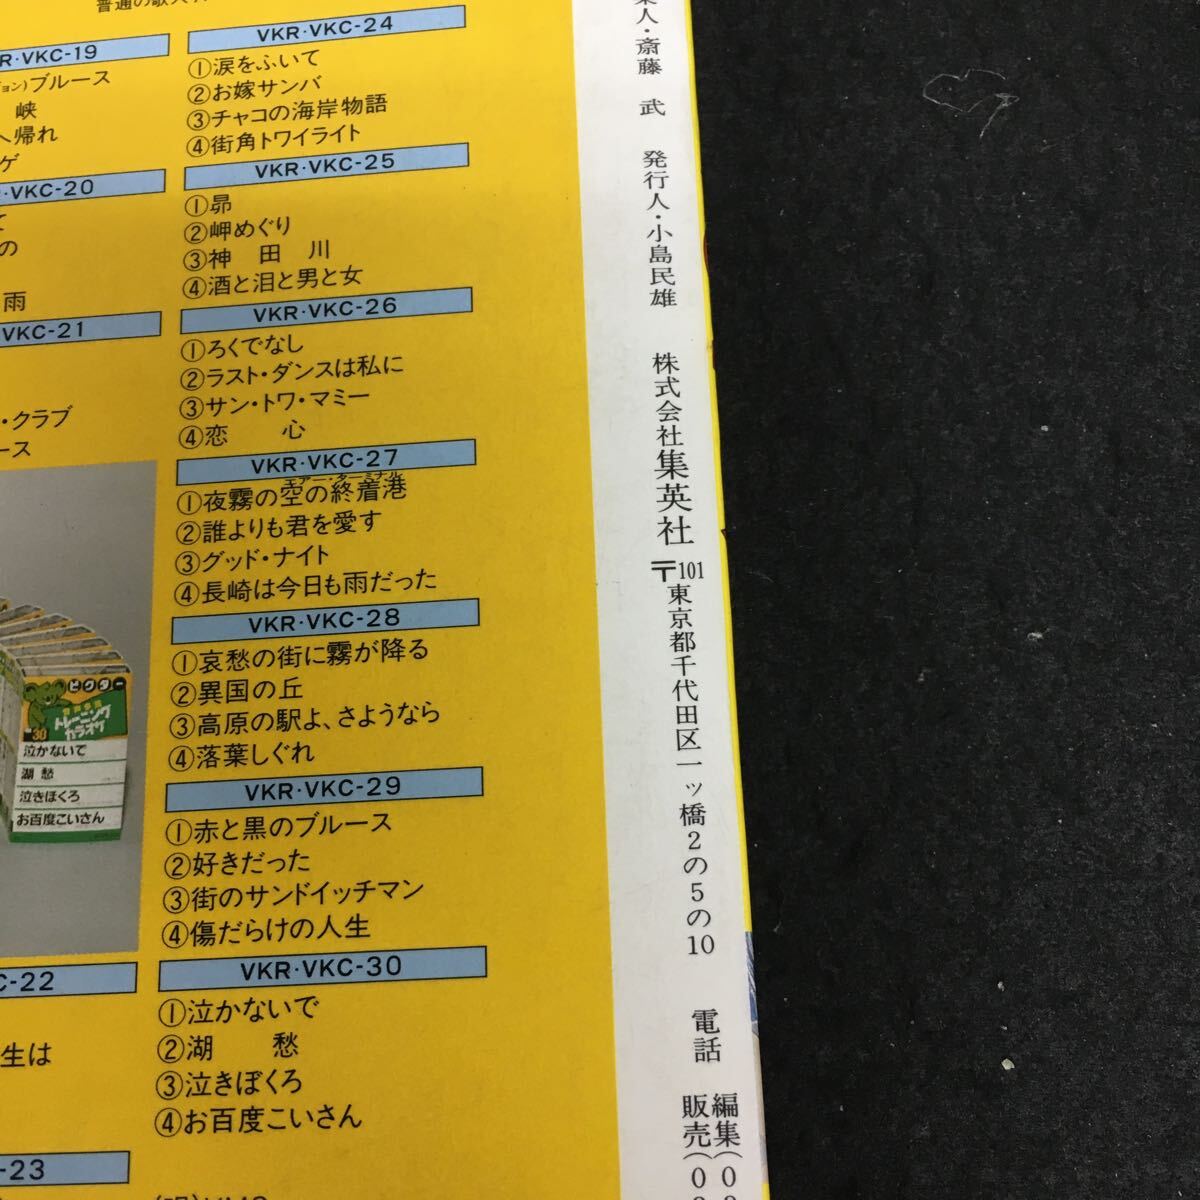 普通の歌
R·VKC-19
ブルース
峡
へ帰れ
ゲ
·VKC-20
て
の
雨
VKC-21
・クラブ
ース
C-22
生は
-23
VKR·VKC-24
①涙をふいて
②お嫁サンバ
③チャコの海岸物語
④街角トワイライト
VKR·VKC-25
①昴
②岬めぐり
③神田川
④酒と泪と男と女
VKR·VKC-26
①ろくでなし
②ラスト・ダンスは私に
③サン・トワ・マミー
④恋心
VKR·VKC-27
エアー・ターミナル
①夜霧の空の終着港
②誰よりも君を愛す
③グッド・ナイト
④長崎は今日も雨だった
VKR·VKC-28
①哀愁の街に霧が降る
②異国の丘
③高原の駅よ、さようなら
④落葉しぐれ
VKR·VKC-29
①赤と黒のブルース
②好きだった
③街のサンドイッチマン
④傷だらけの人生
VKR·VKC-30
①泣かないで
②湖愁
③泣きぼくろ
④お百度こいさん
ビクター
トレーニング
カラオケ
30
泣かないで
湖愁
泣きぼくろ
お百度こいさん
人・斎藤 武 発行人・小島民雄 株式会社集英社 〒101東京都千代田区一ッ橋2の5の10 電話 編集(0
販売(0